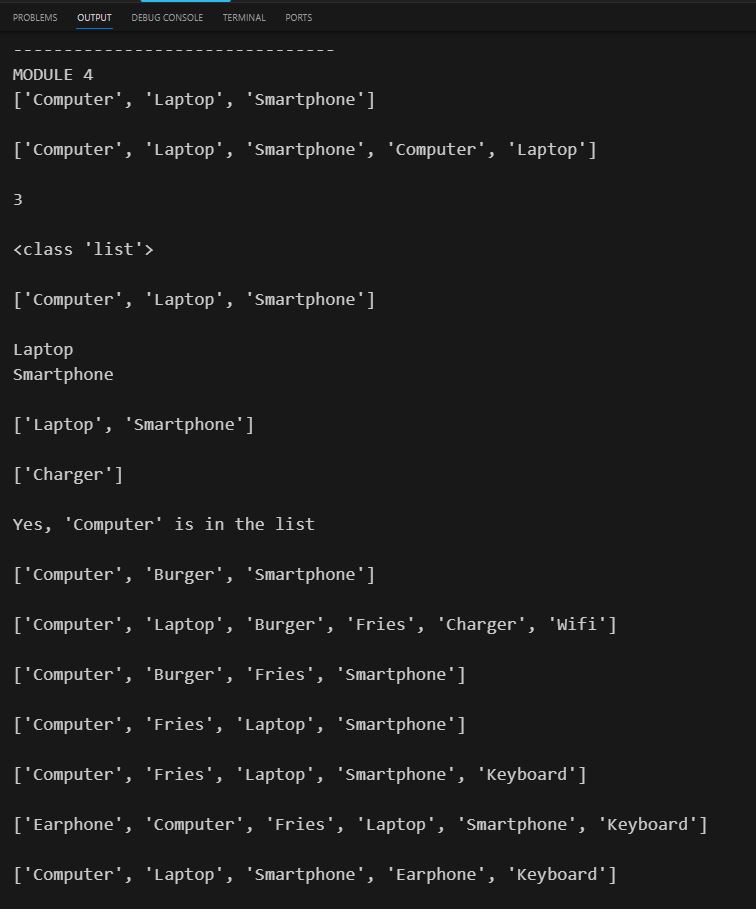 PROBLEMS OUTPUT DEBUG CONSOLE TERMINAL PORTS
--------------------------------
MODULE 4
['Computer', 'Laptop', 'Smartphone']
['Computer', 'Laptop', 'Smartphone', 'Computer', 'Laptop']
3
<class 'list'>
['Computer', 'Laptop', 'Smartphone']
Laptop
Smartphone
['Laptop', 'Smartphone']
['Charger']
Yes, 'Computer' is in the list
['Computer', 'Burger', 'Smartphone']
['Computer', 'Laptop', 'Burger', 'Fries', 'Charger', 'Wifi']
['Computer', 'Burger', 'Fries', 'Smartphone']
['Computer', 'Fries', 'Laptop', 'Smartphone']
['Computer', 'Fries', 'Laptop', 'Smartphone', 'Keyboard']
['Earphone', 'Computer', 'Fries', 'Laptop', 'Smartphone', 'Keyboard']
['Computer', 'Laptop', 'Smartphone', 'Earphone', 'Keyboard']